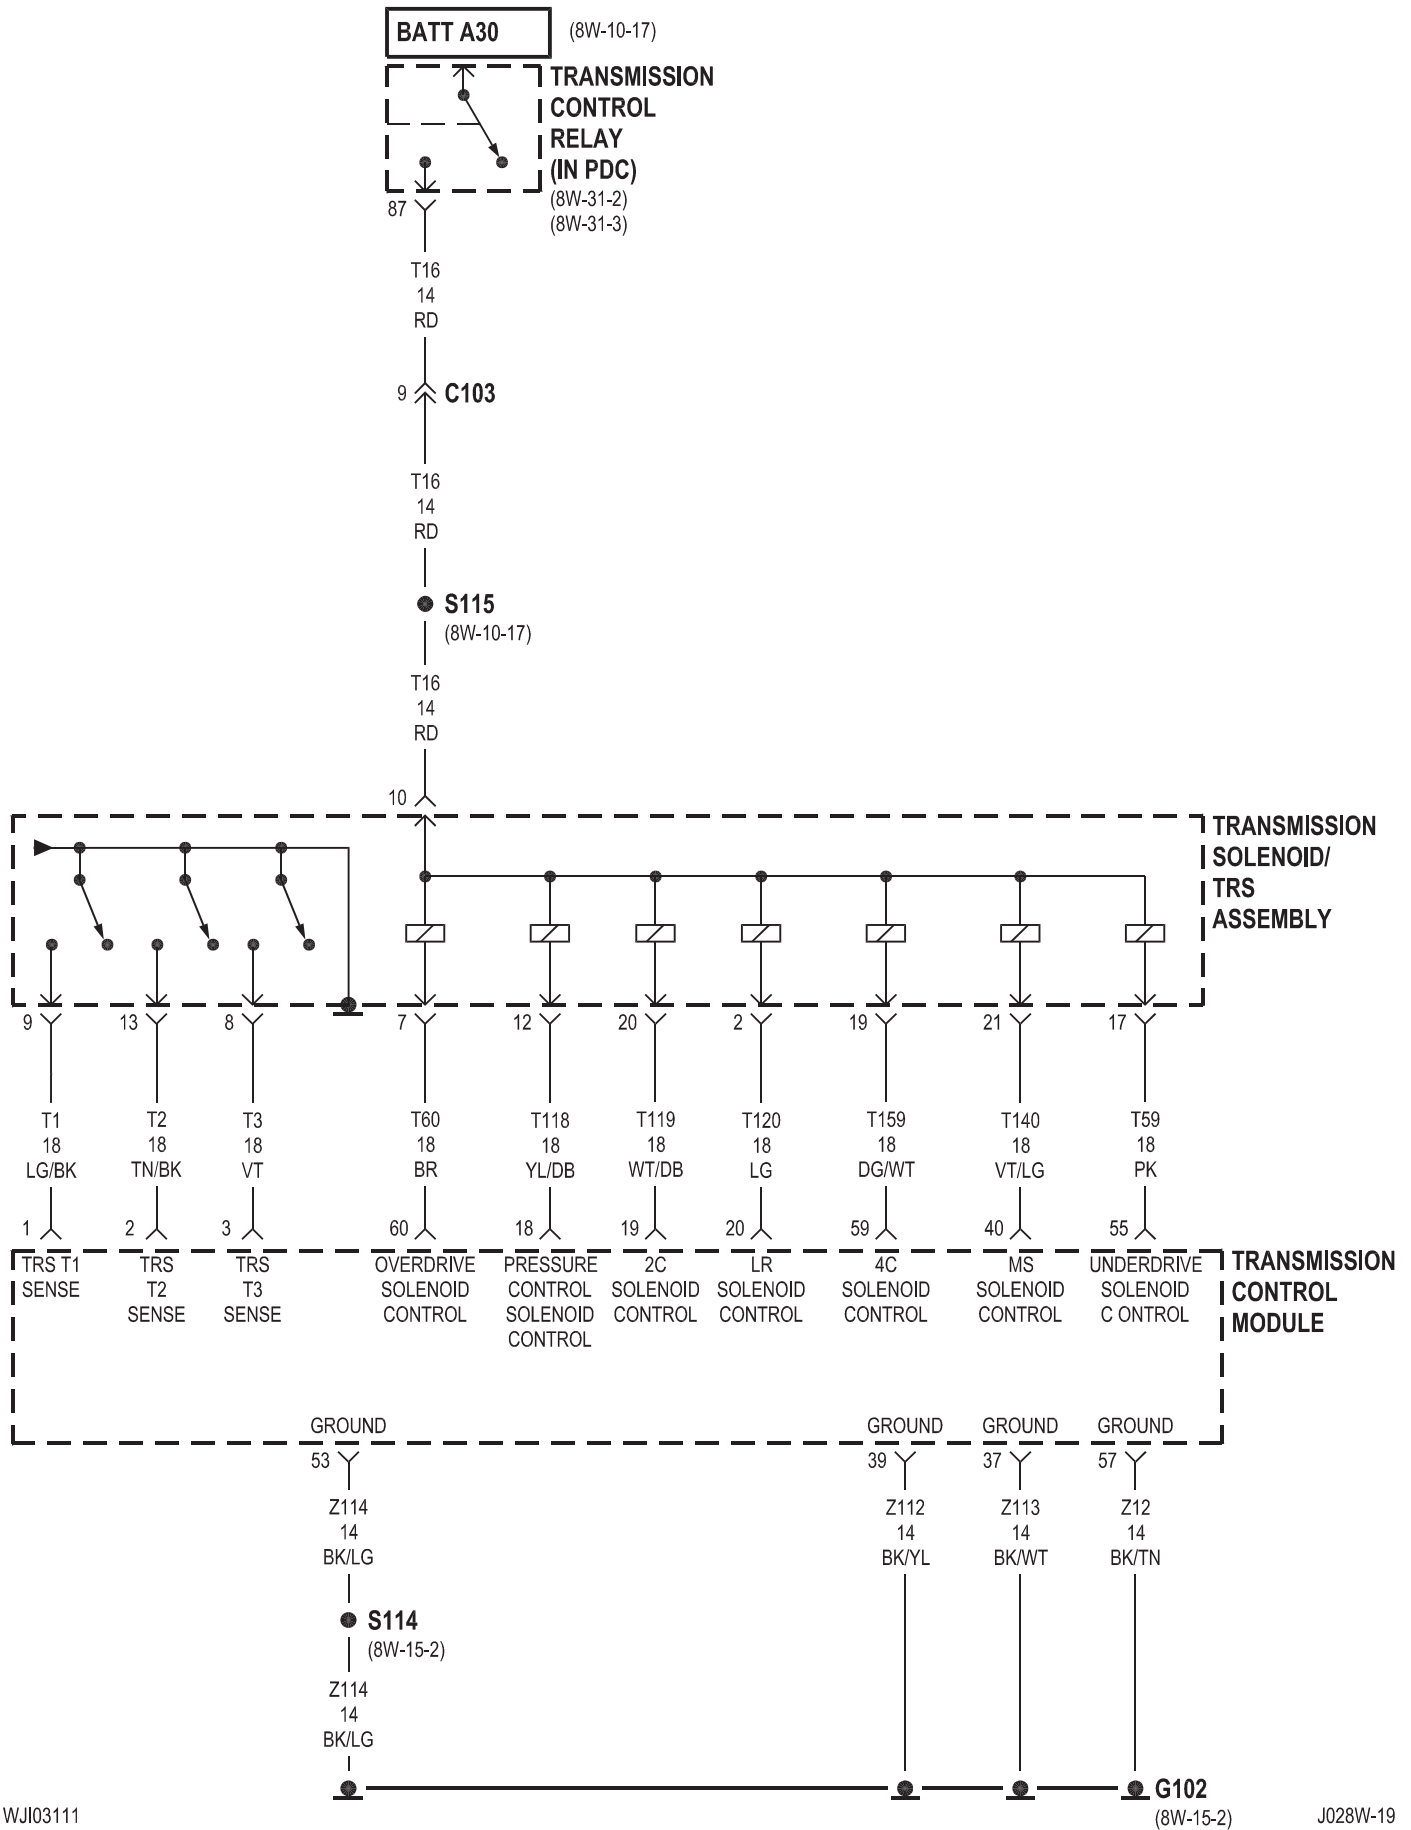 BATT A30
(8W-10-17)
TRANSMISSION
CONTROL
RELAY
(IN PDC)
(8W-31-2)
(8W-31-3)
87
T16
14
RD
9
C103
T16
14
RD
S115
(8W-10-17)
T16
14
RD
10
TRANSMISSION
SOLENOID/
TRS
ASSEMBLY
9 13 8 7 12 20 2 19 21 17
T1 T2 T3 T60 T118 T119 T120 T159 T140 T59
18 18 18 18 18 18 18 18 18 18
LG/BK TN/BK VT BR YL/DB WT/DB LG DG/WT VT/LG PK
1 2 3 60 18 19 20 59 40 55
TRS T1
SENSE
TRS
T2
SENSE
TRS
T3
SENSE
OVERDRIVE
SOLENOID
CONTROL
PRESSURE
CONTROL
SOLENOID
CONTROL
2C
SOLENOID
CONTROL
LR
SOLENOID
CONTROL
4C
SOLENOID
CONTROL
MS
SOLENOID
CONTROL
UNDERDRIVE
SOLENOID
C ONTROL
TRANSMISSION
CONTROL
MODULE
GROUND GROUND GROUND GROUND
53 39 37 57
Z114 Z112 Z113 Z12
14 14 14 14
BK/LG BK/YL BK/WT BK/TN
S114
(8W-15-2)
Z114
14
BK/LG
G102
(8W-15-2)
WJI03111
J028W-19